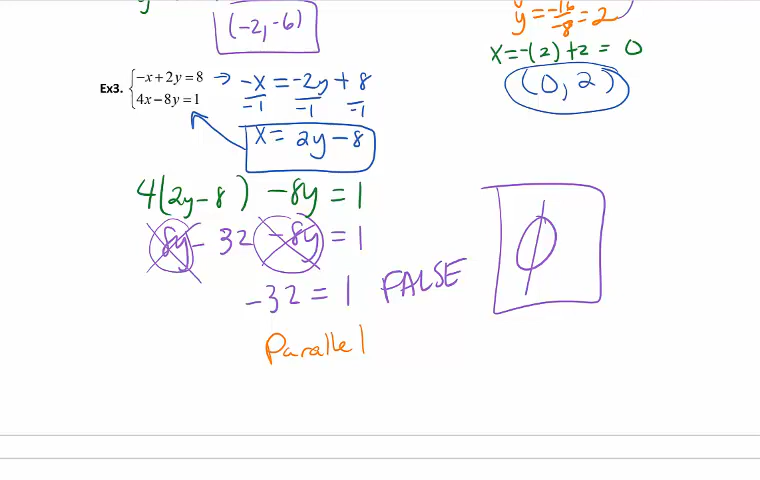 (-2, -6)
y = -16/-8 = 2
x = -(2) + 2 = 0
(0, 2)
Ex3. { -x + 2y = 8 → -x = -2y + 8
4x - 8y = 1 -1 -1 -1
x = 2y - 8
4(2y - 8) - 8y = 1
8y - 32 - 8y = 1
-32 = 1 FALSE
∅
Parallel